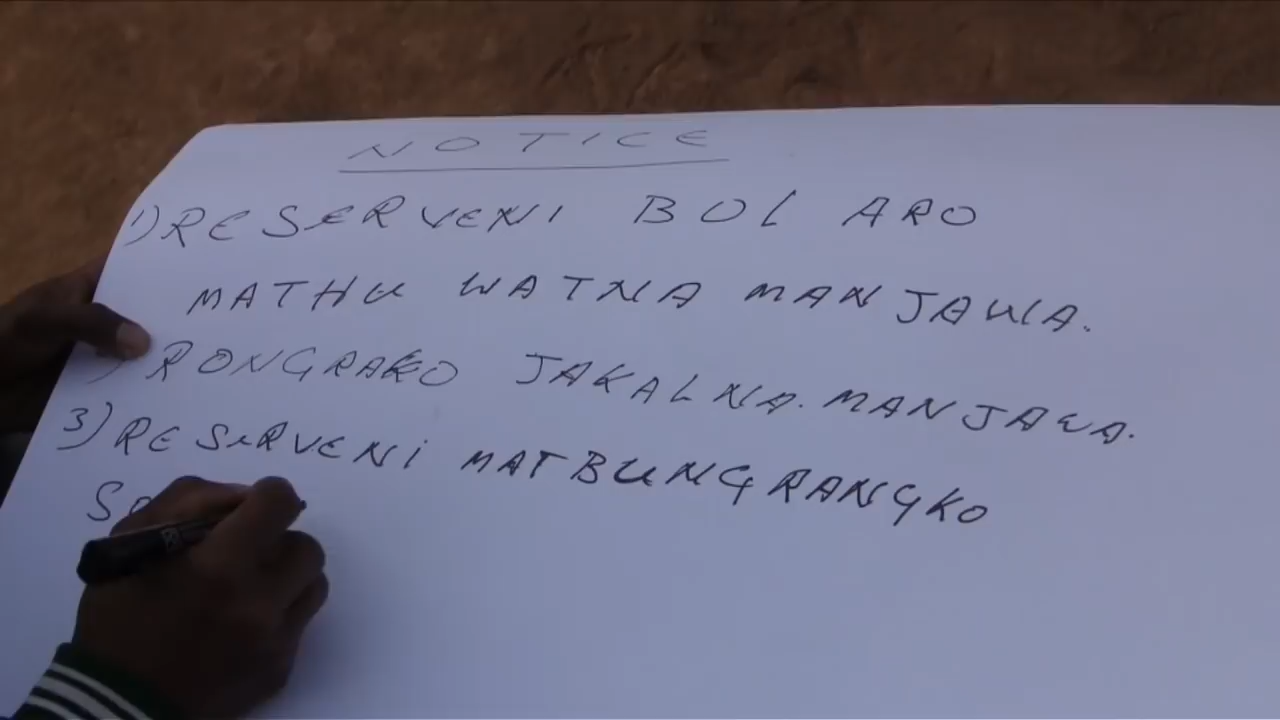 NOTICE
1) RESERVENI BOL ARO
MATHU WATNA MANJAWA.
) RONGRAKO JAKALNA. MANJAWA.
3) RESERVENI MATBUNGRANGKO